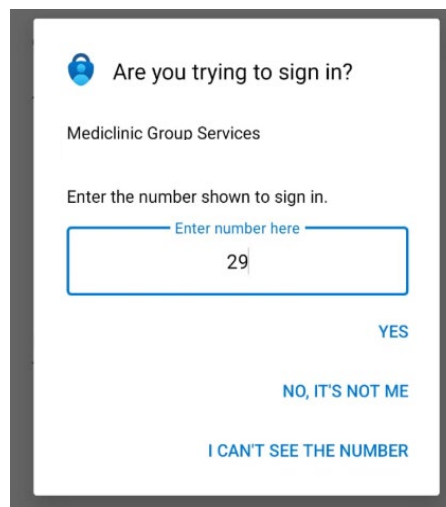 Are you trying to sign in?
Mediclinic Group Services
Enter the number shown to sign in.
Enter number here
29
YES
NO, IT'S NOT ME
I CAN'T SEE THE NUMBER